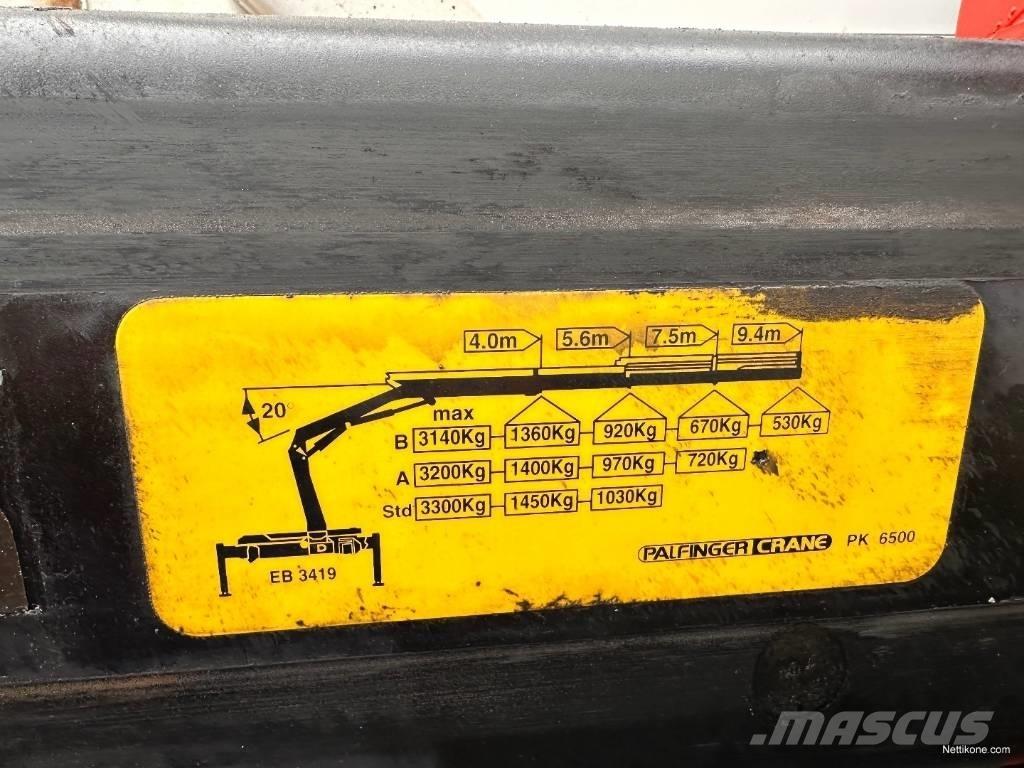 4.0m 5.6m 7.5m 9.4m
20°
max
B 3140Kg 1360Kg 920Kg 670Kg 530Kg
A 3200Kg 1400Kg 970Kg 720Kg
Std 3300Kg 1450Kg 1030Kg
D
EB 3419
PALFINGER CRANE PK 6500
MASCUS
Nettikone.com